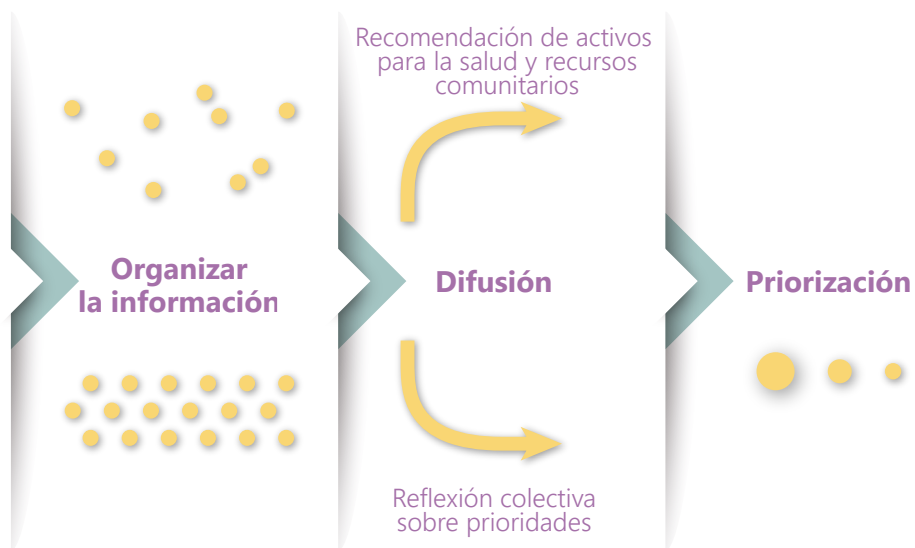 Organizar
la información
Recomendación de activos
para la salud y recursos
comunitarios
Difusión
Reflexión colectiva
sobre prioridades
Priorización